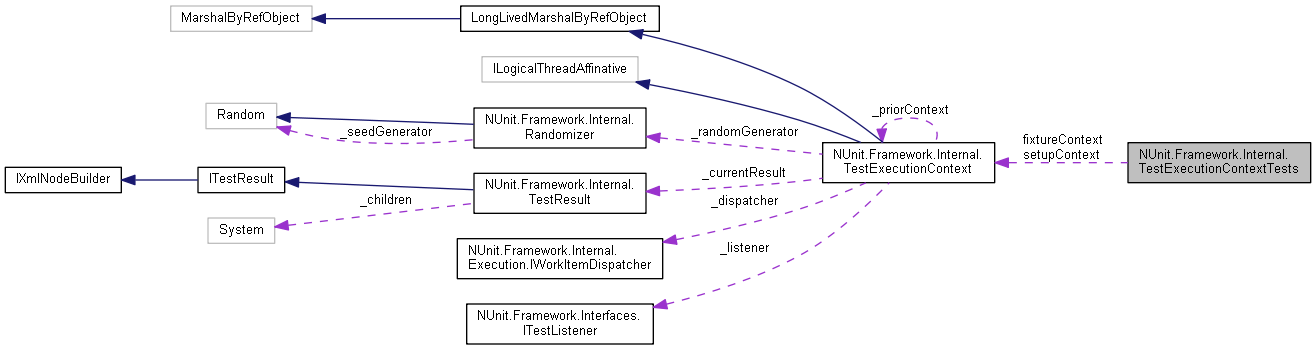 MarshalByRefObject
LongLivedMarshalByRefObject
ILogicalThreadAffinative
_priorContext
Random
_seedGenerator
NUnit.Framework.Internal.
Randomizer
_randomGenerator
fixtureContext
setupContext
NUnit.Framework.Internal.
TestExecutionContext
NUnit.Framework.Internal.
TestExecutionContextTests
IXmlNodeBuilder
ITestResult
NUnit.Framework.Internal.
TestResult
_currentResult
_children
_dispatcher
System
NUnit.Framework.Internal.
Execution.IWorkItemDispatcher
_listener
NUnit.Framework.Interfaces.
ITestListener